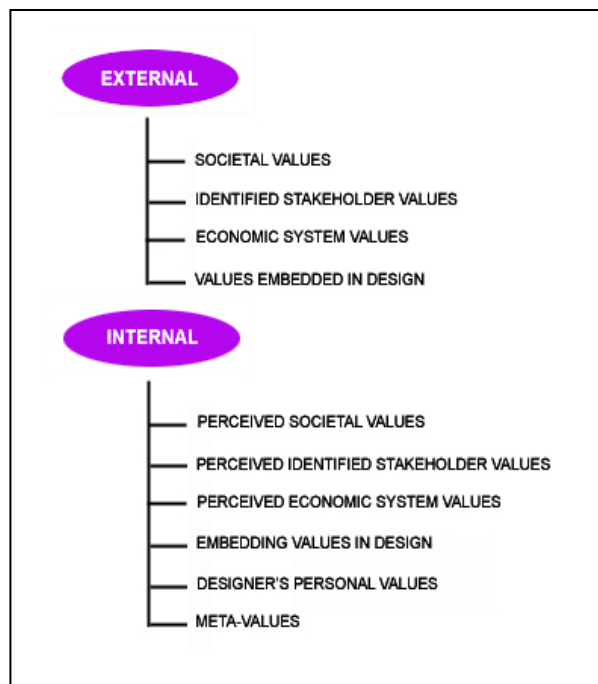 EXTERNAL
SOCIETAL VALUES
IDENTIFIED STAKEHOLDER VALUES
ECONOMIC SYSTEM VALUES
VALUES EMBEDDED IN DESIGN
INTERNAL
PERCEIVED SOCIETAL VALUES
PERCEIVED IDENTIFIED STAKEHOLDER VALUES
PERCEIVED ECONOMIC SYSTEM VALUES
EMBEDDING VALUES IN DESIGN
DESIGNER'S PERSONAL VALUES
META-VALUES